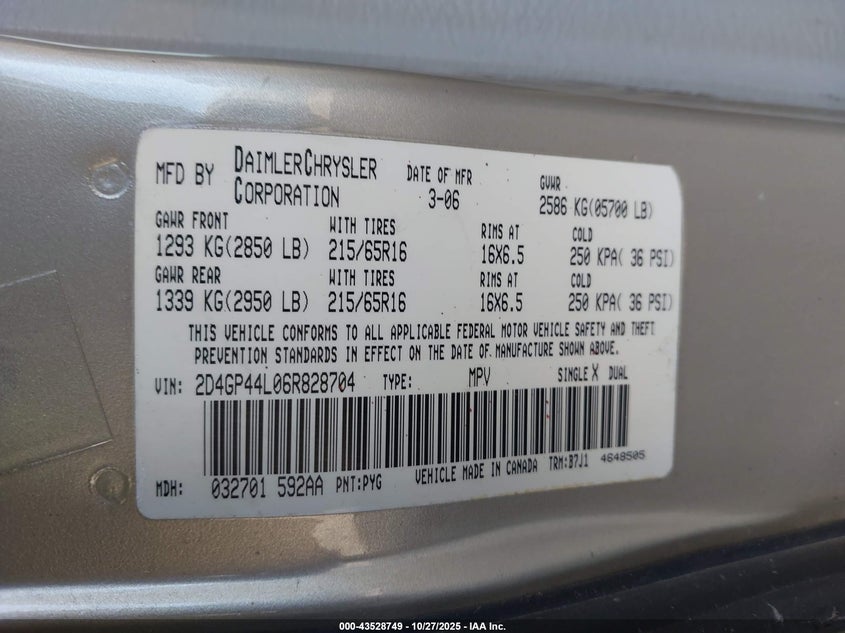 MFD BY DAIMLERCHRYSLER CORPORATION DATE OF MFR 3-06 GVWR 2586 KG(05700 LB)
GAWR FRONT WITH TIRES RIMS AT COLD
1293 KG(2850 LB) 215/65R16 16X6.5 250 KPA( 36 PSI)
GAWR REAR WITH TIRES RIMS AT COLD
1339 KG(2950 LB) 215/65R16 16X6.5 250 KPA( 36 PSI)
THIS VEHICLE CONFORMS TO ALL APPLICABLE FEDERAL MOTOR VEHICLE SAFETY AND THEFT
PREVENTION STANDARDS IN EFFECT ON THE DATE OF MANUFACTURE SHOWN ABOVE.
VIN: 2D4GP44L06R828704 TYPE: MPV SINGLE X DUAL
MDH: 032701 592AA PNT:PYG VEHICLE MADE IN CANADA TRM:B7J1 4648505
000-43528749 | 10/27/2025 - IAA Inc.